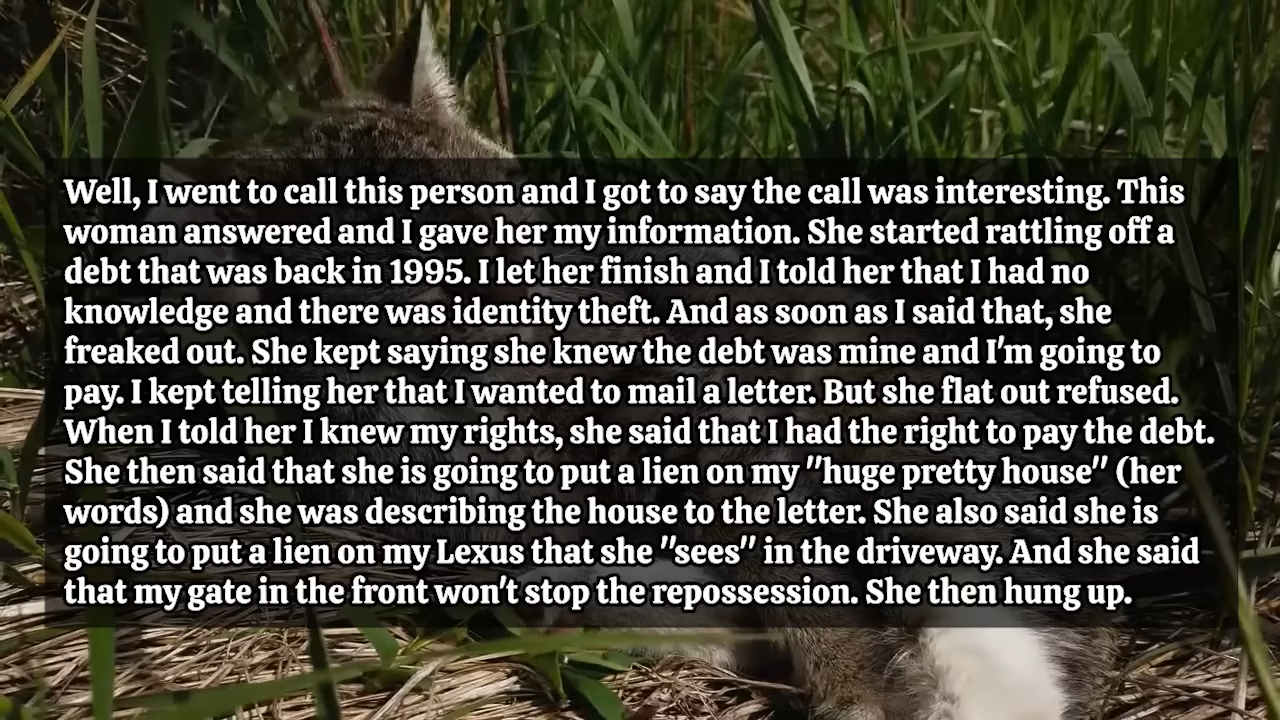 Well, I went to call this person and I got to say the call was interesting. This
woman answered and I gave her my information. She started rattling off a
debt that was back in 1995. I let her finish and I told her that I had no
knowledge and there was identity theft. And as soon as I said that, she
freaked out. She kept saying she knew the debt was mine and I'm going to
pay. I kept telling her that I wanted to mail a letter. But she flat out refused.
When I told her I knew my rights, she said that I had the right to pay the debt.
She then said that she is going to put a lien on my "huge pretty house" (her
words) and she was describing the house to the letter. She also said she is
going to put a lien on my Lexus that she "sees" in the driveway. And she said
that my gate in the front won't stop the repossession. She then hung up.